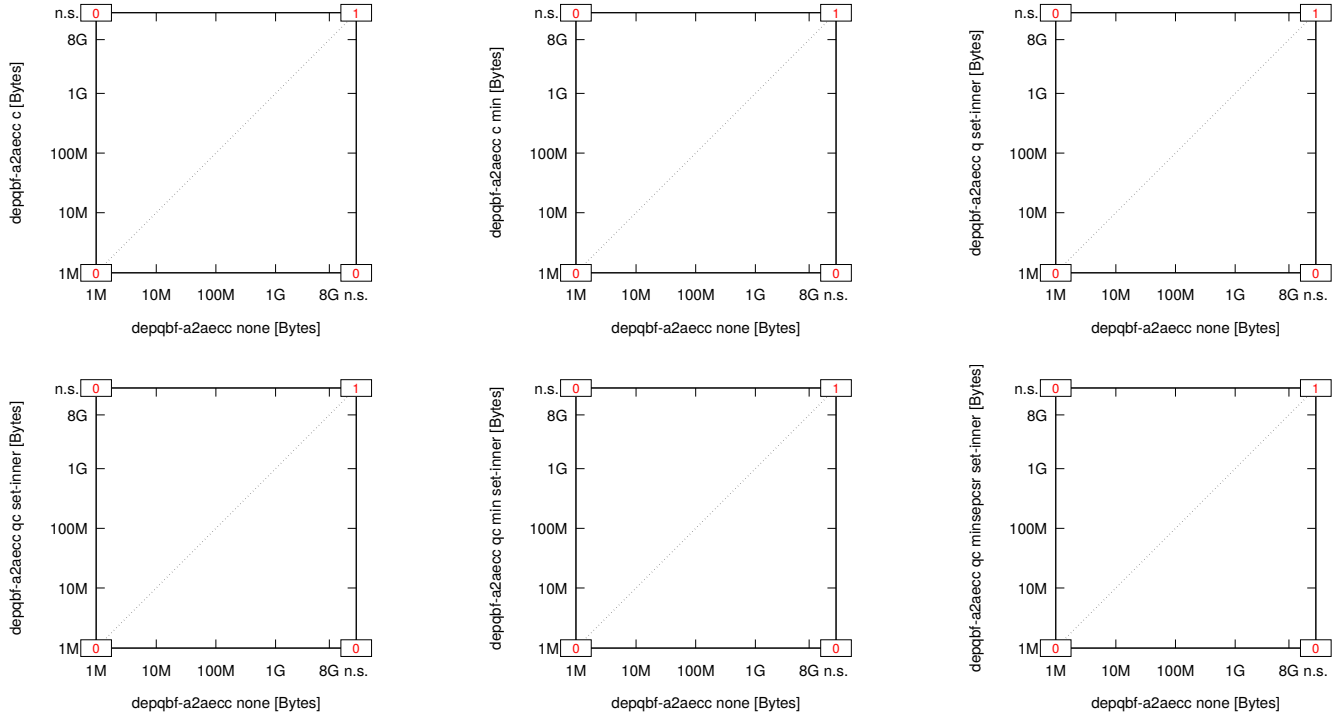 n.s. 0 1
8G
1G
100M
10M
1M 0 0
1M 10M 100M 1G 8G n.s.
depqbf-a2aecc c [Bytes]
depqbf-a2aecc none [Bytes]
n.s. 0 1
8G
1G
100M
10M
1M 0 0
1M 10M 100M 1G 8G n.s.
depqbf-a2aecc c min [Bytes]
depqbf-a2aecc none [Bytes]
n.s. 0 1
8G
1G
100M
10M
1M 0 0
1M 10M 100M 1G 8G n.s.
depqbf-a2aecc q set-inner [Bytes]
depqbf-a2aecc none [Bytes]
n.s. 0 1
8G
1G
100M
10M
1M 0 0
1M 10M 100M 1G 8G n.s.
depqbf-a2aecc qc set-inner [Bytes]
depqbf-a2aecc none [Bytes]
n.s. 0 1
8G
1G
100M
10M
1M 0 0
1M 10M 100M 1G 8G n.s.
depqbf-a2aecc qc min set-inner [Bytes]
depqbf-a2aecc none [Bytes]
n.s. 0 1
8G
1G
100M
10M
1M 0 0
1M 10M 100M 1G 8G n.s.
depqbf-a2aecc qc minsepcsr set-inner [Bytes]
depqbf-a2aecc none [Bytes]